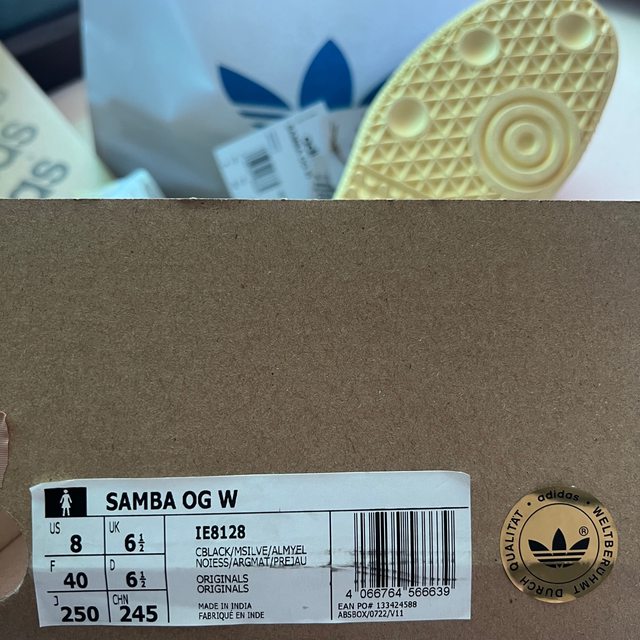 SAMBA OG W
US 8 UK 6½
F 40 D 6½
J 250 CHN 245
IE8128
CBLACK/MSILVE/ALMYEL
NOIESS/ARGMAT/PREJAU
ORIGINALS
ORIGINALS
MADE IN INDIA
FABRIQUÉ EN INDE
4 066764 566639
EAN PO# 133424588
ABSBOX/0722/V11
adidas
WELTBERÜHMT DURCH QUALITÄT
®